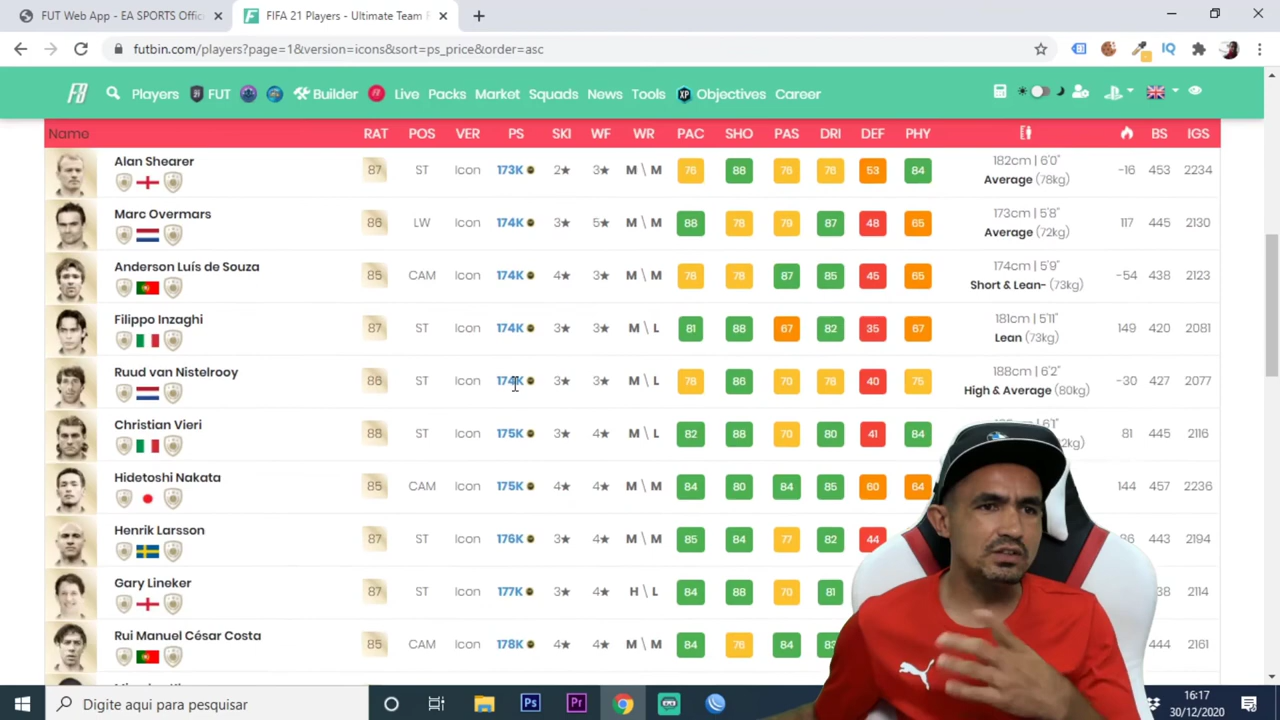 FUT Web App - EA SPORTS Offic
FIFA 21 Players - Ultimate Team F
futbin.com/players?page=1&version=icons&sort=ps_price&order=asc
Players FUT Builder Live Packs Market Squads News Tools XP Objectives Career
Name RAT POS VER PS SKI WF WR PAC SHO PAS DRI DEF PHY BS IGS
Alan Shearer 87 ST Icon 173K 2★ 3★ M \ M 76 88 76 78 53 84 182cm | 6'0" -16 453 2234
Average (78kg)
Marc Overmars 86 LW Icon 174K 3★ 5★ M \ M 88 78 79 87 48 65 173cm | 5'8" 117 445 2130
Average (72kg)
Anderson Luís de Souza 85 CAM Icon 174K 4★ 3★ M \ M 78 78 87 85 45 65 174cm | 5'9" -54 438 2123
Short & Lean- (73kg)
Filippo Inzaghi 87 ST Icon 174K 3★ 3★ M \ L 81 88 67 82 35 67 181cm | 5'11" 149 420 2081
Lean (73kg)
Ruud van Nistelrooy 86 ST Icon 174K 3★ 3★ M \ L 78 86 70 78 40 75 188cm | 6'2" -30 427 2077
High & Average (80kg)
Christian Vieri 88 ST Icon 175K 3★ 4★ M \ L 82 88 70 80 41 84 81 445 2116
Hidetoshi Nakata 85 CAM Icon 175K 4★ 4★ M \ M 84 80 84 85 60 64 144 457 2236
Henrik Larsson 87 ST Icon 176K 3★ 4★ M \ M 85 84 77 82 44 443 2194
Gary Lineker 87 ST Icon 177K 3★ 4★ H \ L 84 88 70 81 2114
Rui Manuel César Costa 85 CAM Icon 178K 4★ 4★ M \ M 84 76 84 444 2161
Digite aqui para pesquisar
Ps
Pr
16:17
30/12/2020